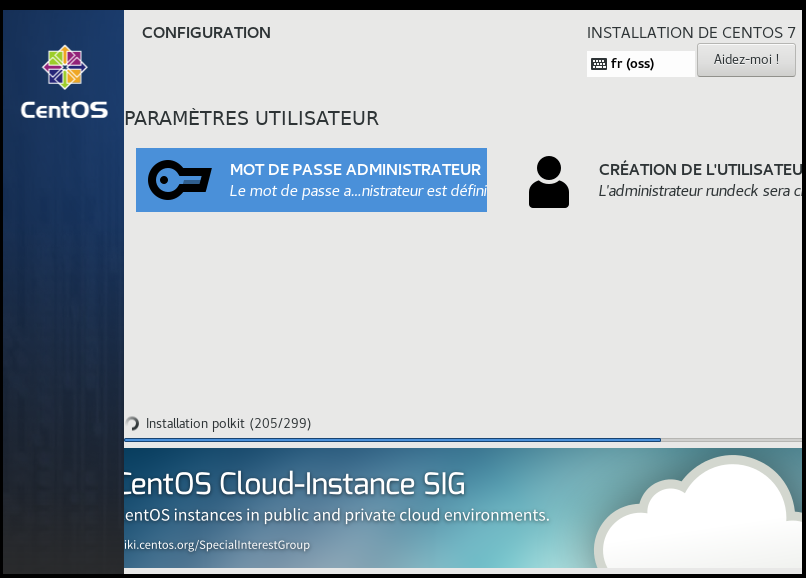 CentOS
CONFIGURATION
INSTALLATION DE CENTOS 7
fr (oss)
Aidez-moi !
PARAMÈTRES UTILISATEUR
MOT DE PASSE ADMINISTRATEUR
Le mot de passe a...nistrateur est défini
CRÉATION DE L'UTILISATEU
L'administrateur rundeck sera c
Installation polkit (205/299)
CentOS Cloud-Instance SIG
entOS instances in public and private cloud environments.
iki.centos.org/SpecialInterestGroup